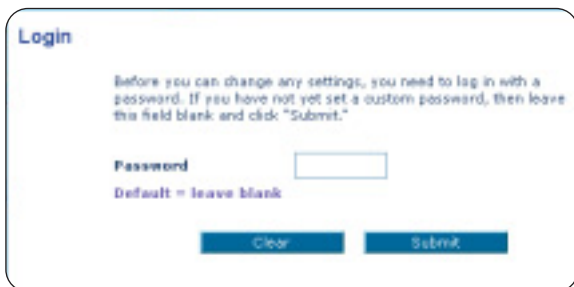 Login
Before you can change any settings, you need to log in with a
password. If you have not yet set a custom password, then leave
this field blank and click "Submit."
Password
Default = leave blank
Clear Submit